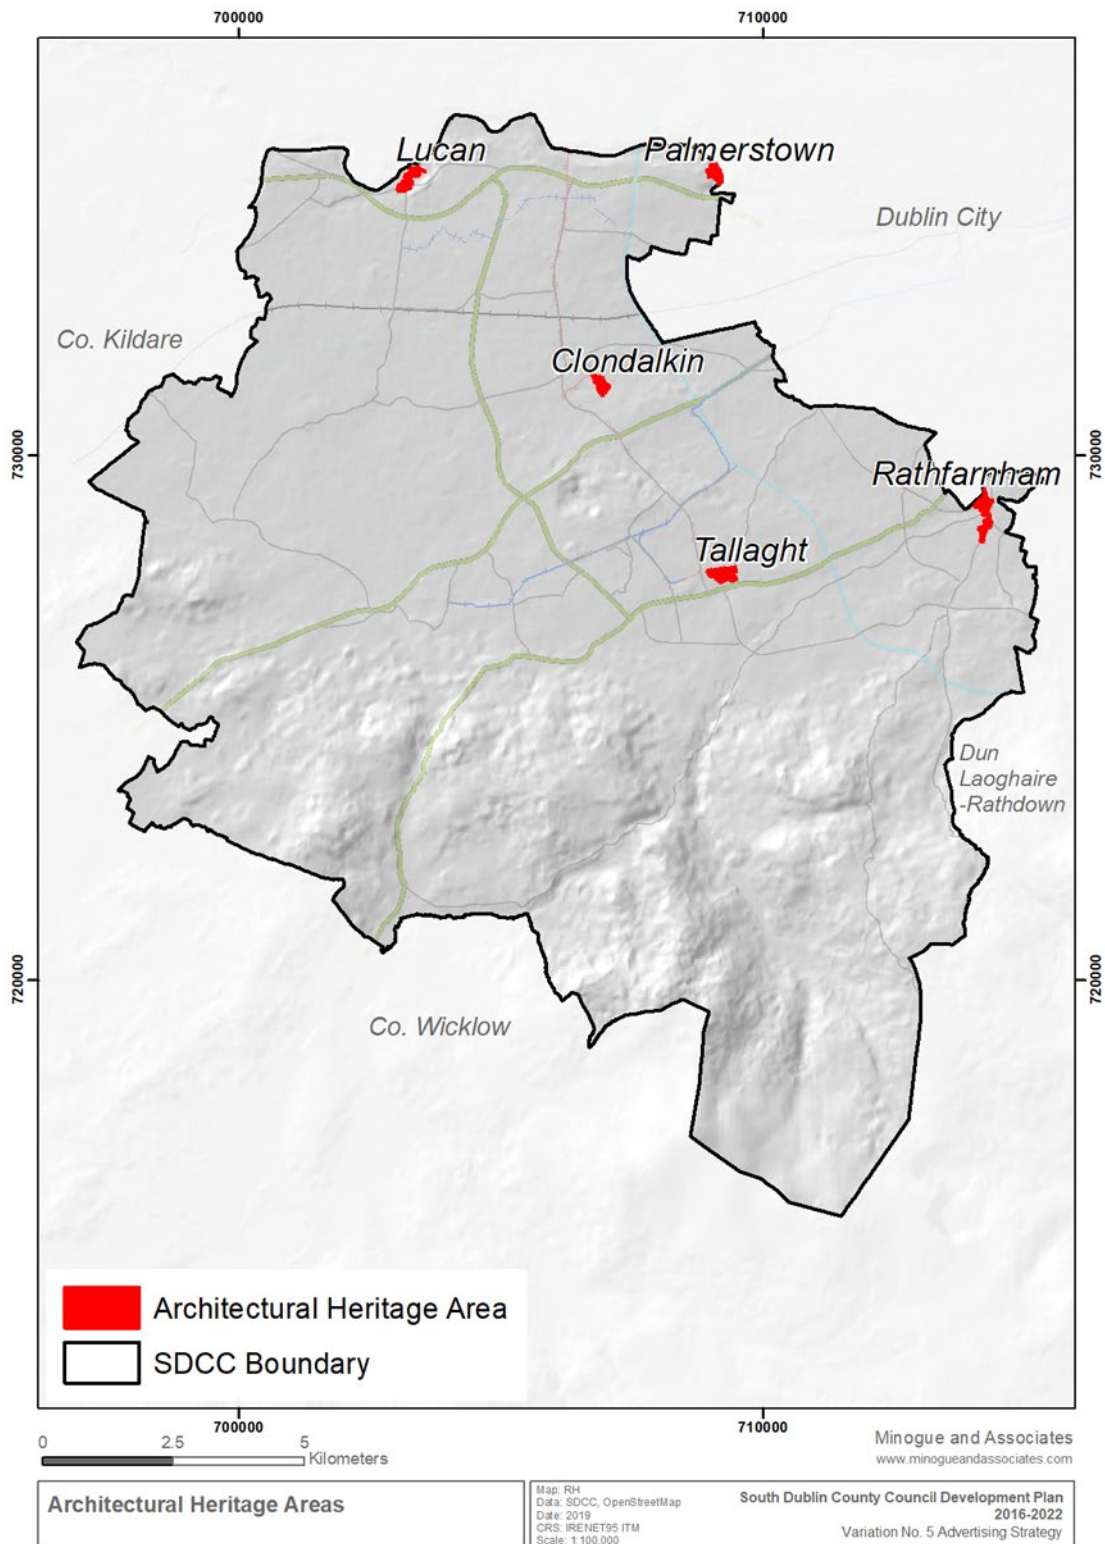 700000
710000
Lucan
Palmerstown
Dublin City
Co. Kildare
Clondalkin
730000
730000
Rathfarnham
Tallaght
Dun
Laoghaire
-Rathdown
720000
720000
Co. Wicklow
Architectural Heritage Area
SDCC Boundary
700000
710000
0
2.5
5
Kilometers
Minogue and Associates
www.minogueandassociates.com
Architectural Heritage Areas
Map: RH
Data: SDCC, OpenStreetMap
Date: 2019
CRS: IRENET95 ITM
Scale: 1:100,000
South Dublin County Council Development Plan
2016-2022
Variation No. 5 Advertising Strategy